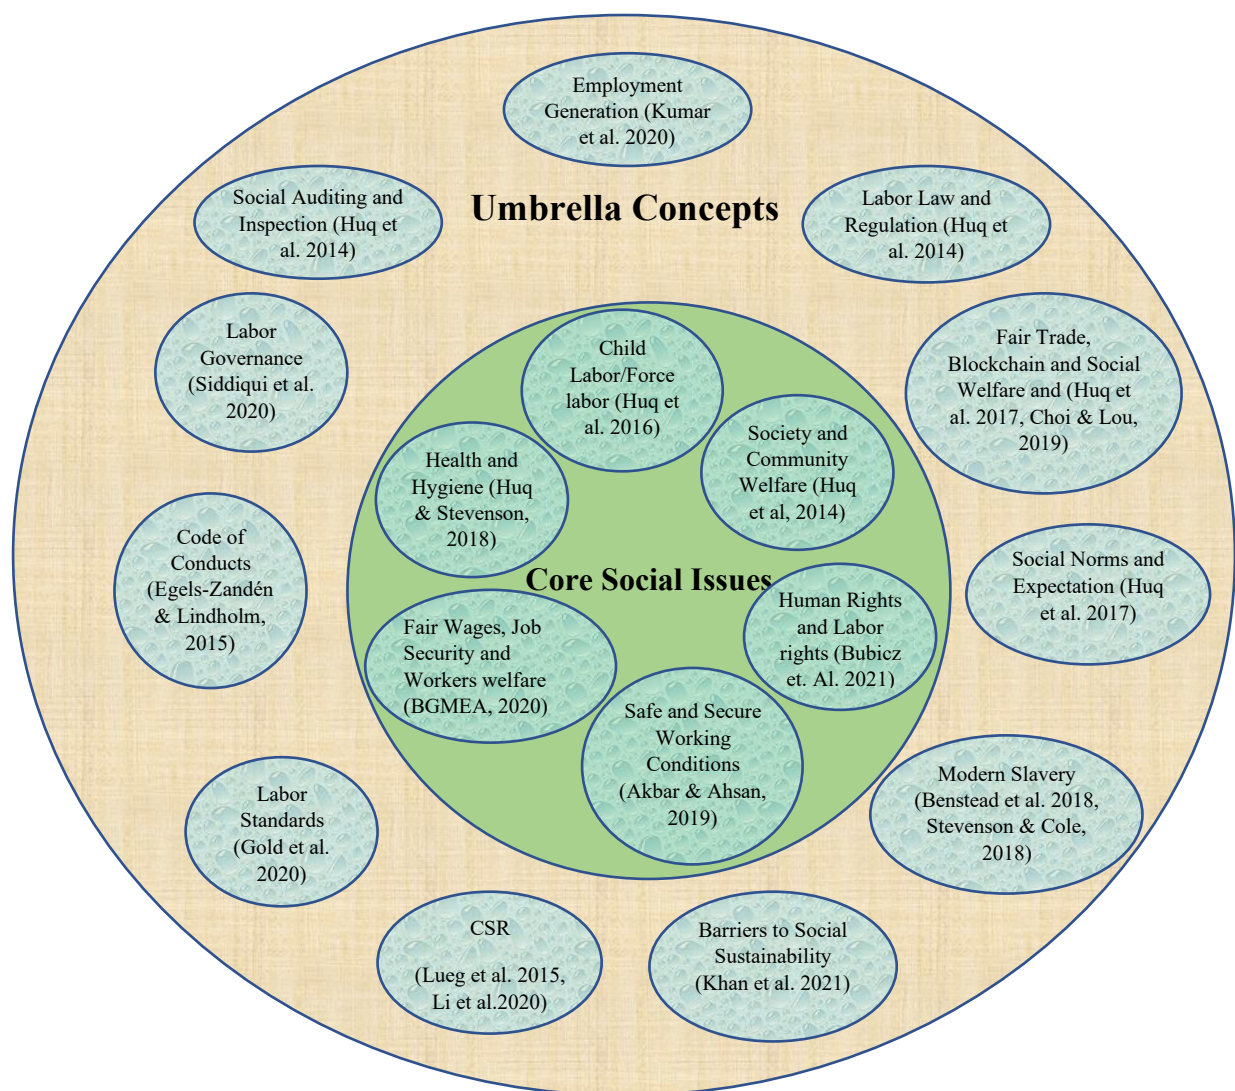 Employment
Generation (Kumar
et al. 2020)
Social Auditing and
Inspection (Huq et
al. 2014)
Umbrella Concepts
Labor Law and
Regulation (Huq et
al. 2014)
Labor
Governance
(Siddiqui et al.
2020)
Child
Labor/Force
labor (Huq et
al. 2016)
Fair Trade,
Blockchain and Social
Welfare and (Huq et
al. 2017, Choi & Lou,
2019)
Health and
Hygiene (Huq
& Stevenson,
2018)
Society and
Community
Welfare (Huq
et al, 2014)
Code of
Conducts
(Egels-Zandén
& Lindholm,
2015)
Core Social Issues
Social Norms and
Expectation (Huq
et al. 2017)
Fair Wages, Job
Security and
Workers welfare
(BGMEA, 2020)
Human Rights
and Labor
rights (Bubicz
et. Al. 2021)
Safe and Secure
Working
Conditions
(Akbar & Ahsan,
2019)
Labor
Standards
(Gold et al.
2020)
Modern Slavery
(Benstead et al. 2018,
Stevenson & Cole,
2018)
CSR
(Lueg et al. 2015,
Li et al.2020)
Barriers to Social
Sustainability
(Khan et al. 2021)